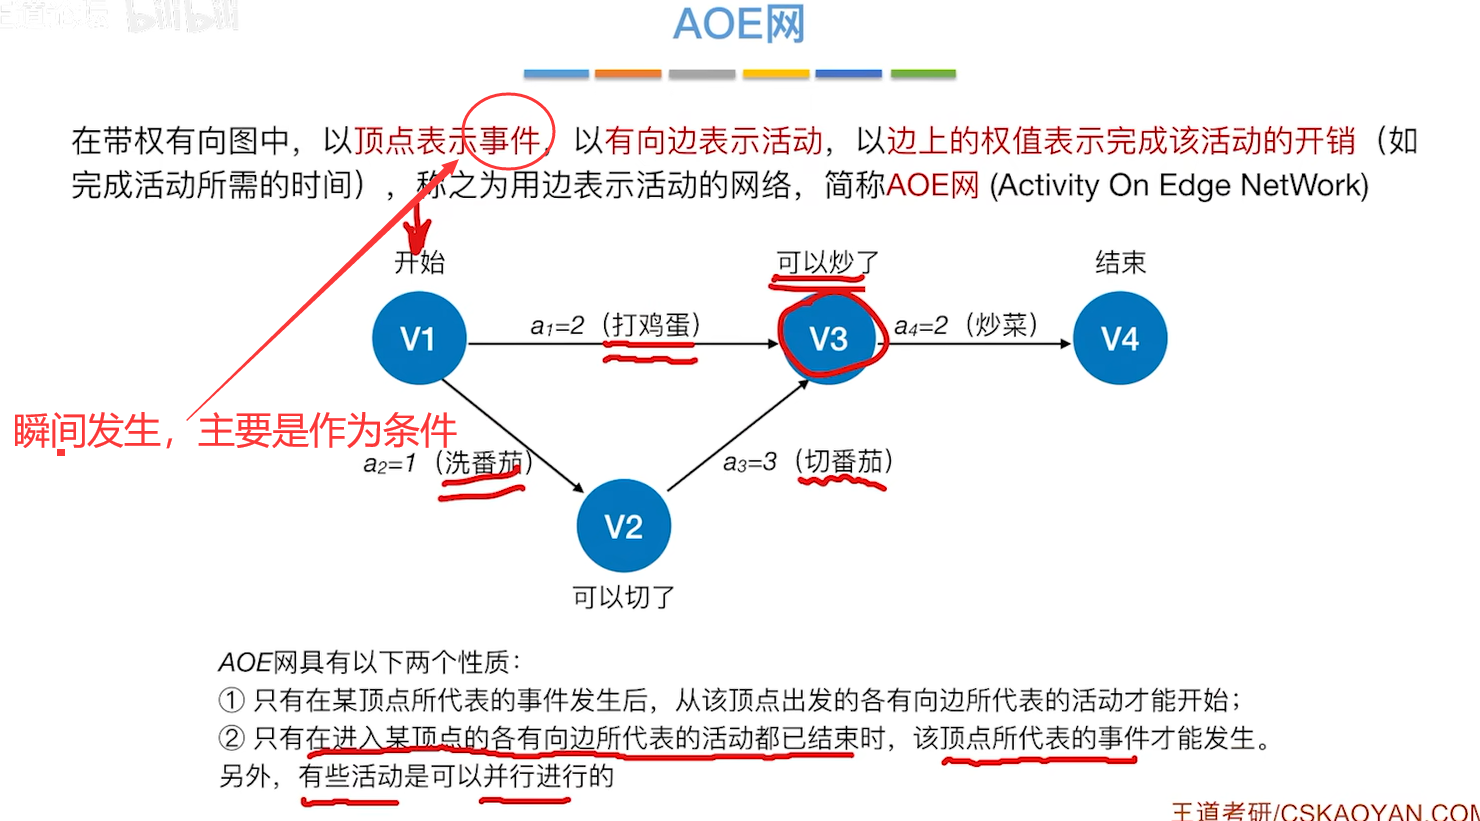 bilibili
AOE网
在带权有向图中，以顶点表示事件，以有向边表示活动，以边上的权值表示完成该活动的开销（如
完成活动所需的时间），称之为用边表示活动的网络，简称AOE网 (Activity On Edge NetWork)
开始
可以炒了
结束
V1
a1=2（打鸡蛋）
V3
a4=2（炒菜）
V4
瞬间发生，主要是作为条件
a2=1（洗番茄）
a3=3（切番茄）
V2
可以切了
AOE网具有以下两个性质：
① 只有在某顶点所代表的事件发生后，从该顶点出发的各有向边所代表的活动才能开始；
② 只有在进入某顶点的各有向边所代表的活动都已结束时，该顶点所代表的事件才能发生。
另外，有些活动是可以并行进行的
王道考研/CSKAOYAN.COM